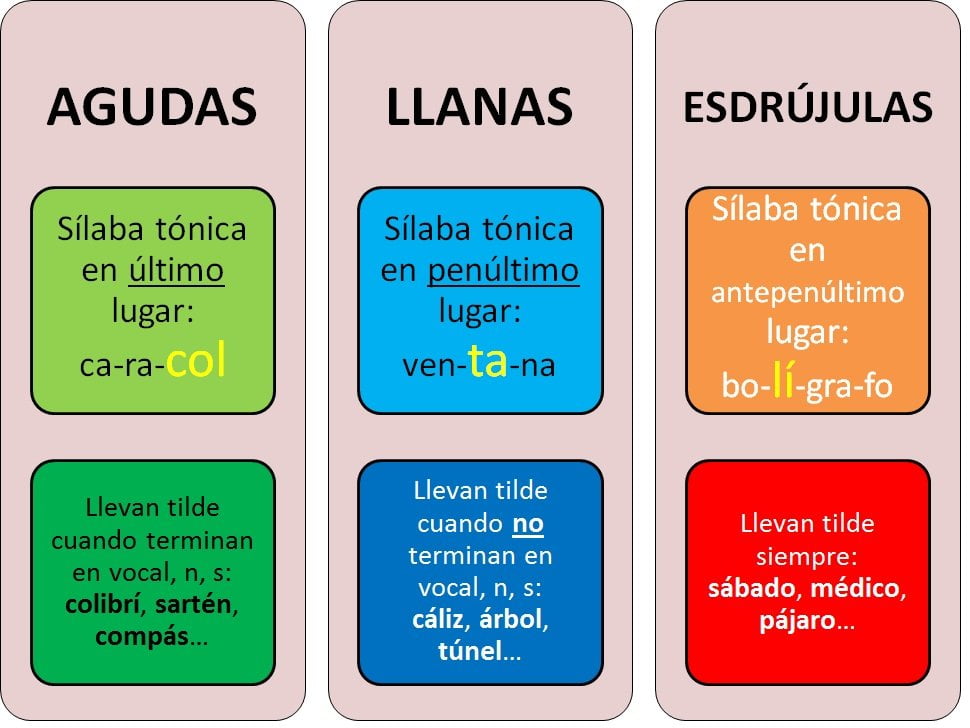 AGUDAS
Sílaba tónica
en último
lugar:
ca-ra-col
Llevan tilde
cuando terminan
en vocal, n, s:
colibrí, sartén,
compás...
LLANAS
Sílaba tónica
en penúltimo
lugar:
ven-ta-na
Llevan tilde
cuando no
terminan en
vocal, n, s:
cáliz, árbol,
túnel...
ESDRÚJULAS
Sílaba tónica
en
antepenúltimo
lugar:
bo-lí-gra-fo
Llevan tilde
siempre:
sábado, médico,
pájaro...